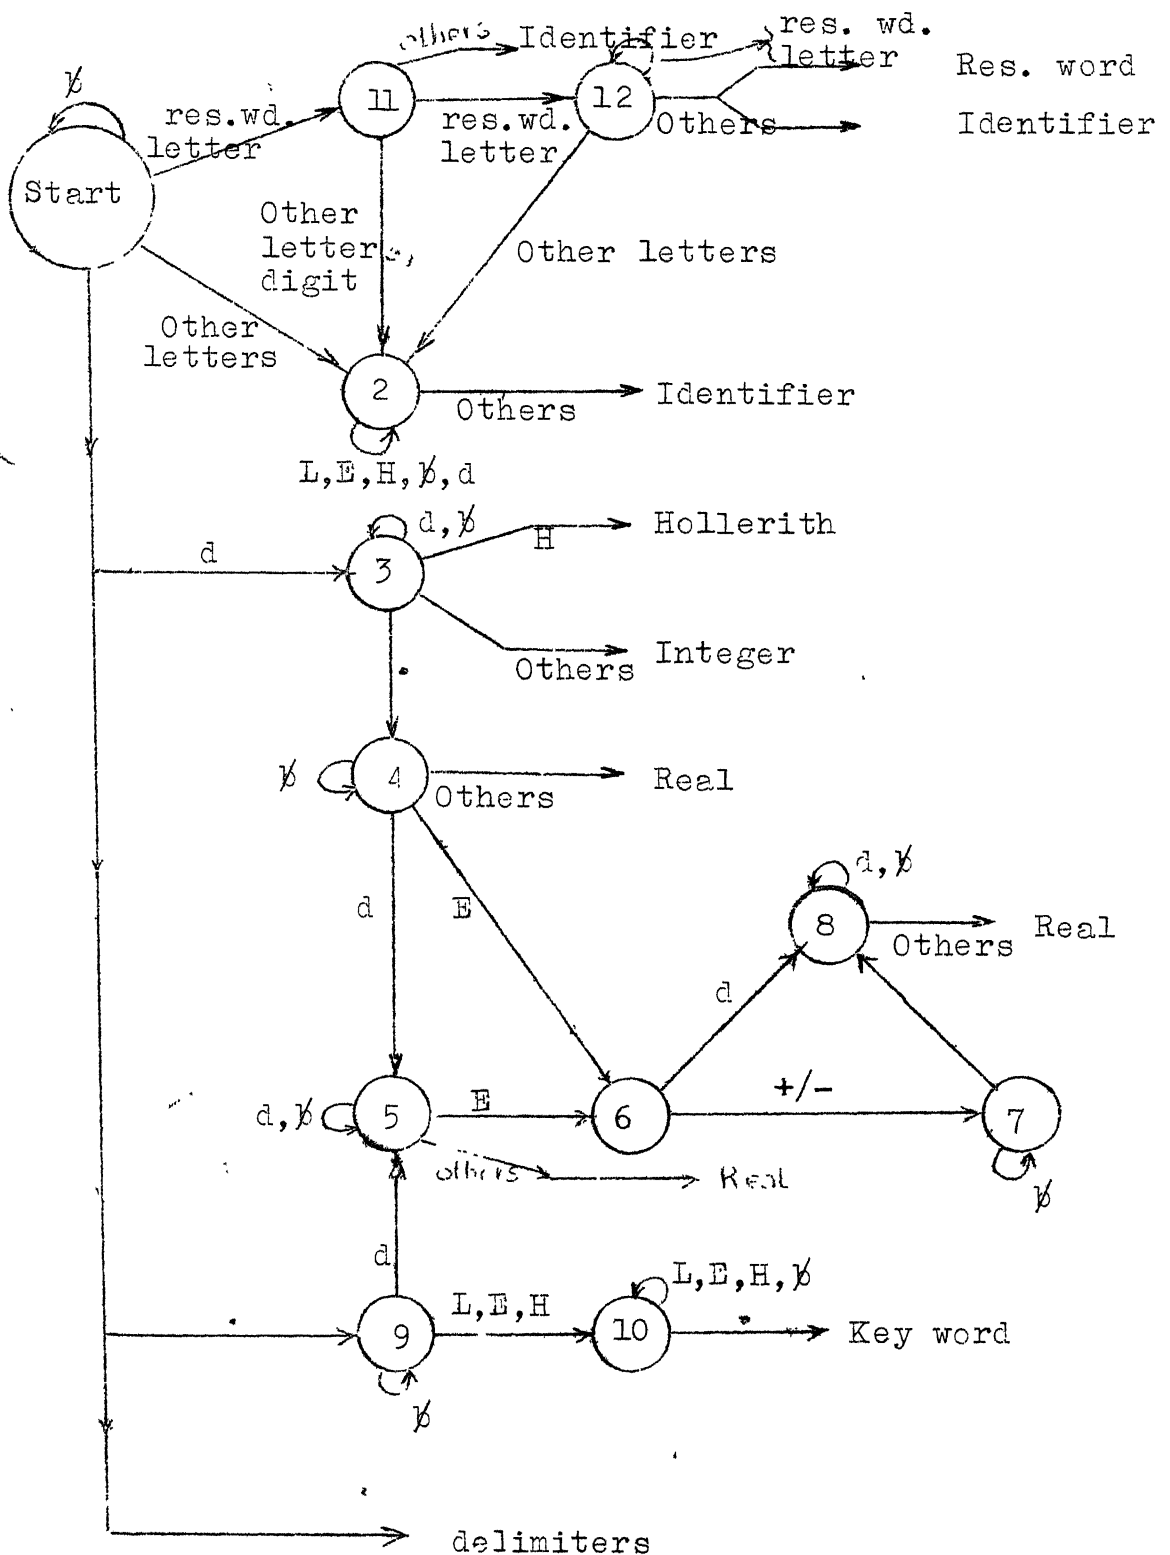 others Identifier
res. wd.
letter
Res. word
ƀ
res.wd.
letter
11
res.wd.
letter
12
Others
Identifier
Start
Other
letters,
digit
Other letters
Other
letters
2
Others
Identifier
L,E,H,ƀ,d
d,ƀ
H
Hollerith
d
3
Others
Integer
.
ƀ
4
Others
Real
d
E
d,ƀ
8
Others
Real
d
d,ƀ
5
E
6
+/-
7
ƀ
others
Real
d
L,E,H,ƀ
.
9
L,E,H
10
.
Key word
ƀ
delimiters